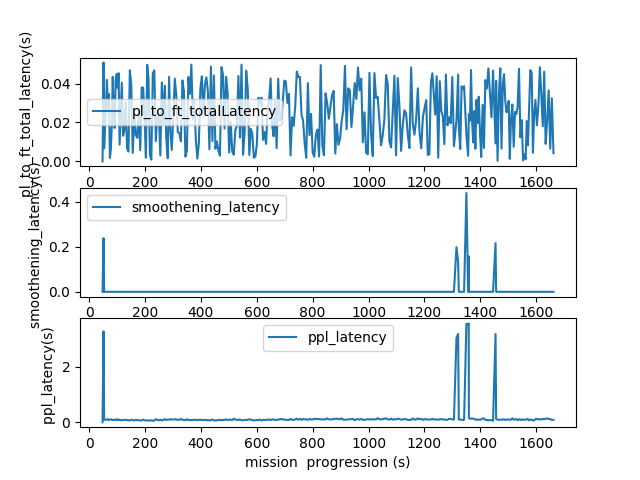 pl_to_ft_total_latency(s)
0.04
0.02
0.00
pl_to_ft_totalLatency
0 200 400 600 800 1000 1200 1400 1600
smoothening_latency(s)
0.4
0.2
0.0
smoothening_latency
0 200 400 600 800 1000 1200 1400 1600
ppl_latency(s)
2
0
ppl_latency
0 200 400 600 800 1000 1200 1400 1600
mission  progression (s)